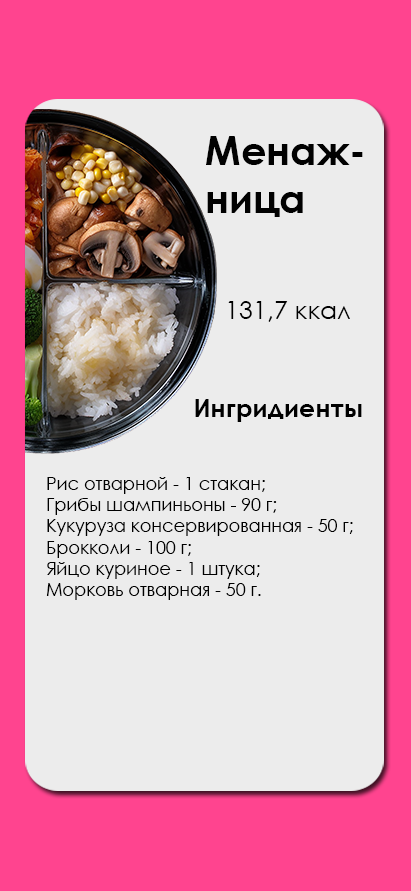 Менаж-
ница
131,7 ккал
Ингридиенты
Рис отварной - 1 стакан;
Грибы шампиньоны - 90 г;
Кукуруза консервированная - 50 г;
Брокколи - 100 г;
Яйцо куриное - 1 штука;
Морковь отварная - 50 г.